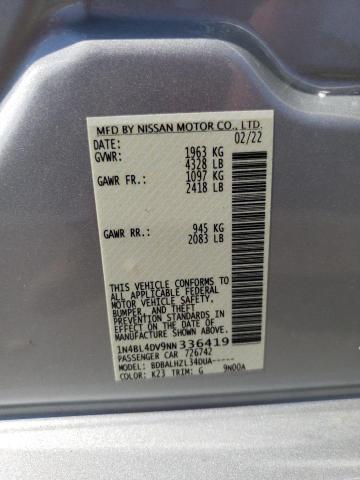 MFD BY NISSAN MOTOR CO., LTD.
DATE: 02/22
GVWR: 1963 KG
4328 LB
GAWR FR.: 1097 KG
2418 LB
GAWR RR.: 945 KG
2083 LB
THIS VEHICLE CONFORMS TO
ALL APPLICABLE FEDERAL
MOTOR VEHICLE SAFETY,
BUMPER, AND THEFT
PREVENTION STANDARDS IN
EFFECT ON THE DATE OF
MANUFACTURE SHOWN ABOVE.
1N4BL4DV9NN336419
PASSENGER CAR 726742
MODEL: BDBALHZL34DUA-----
COLOR: K23 TRIM: G 9N00A